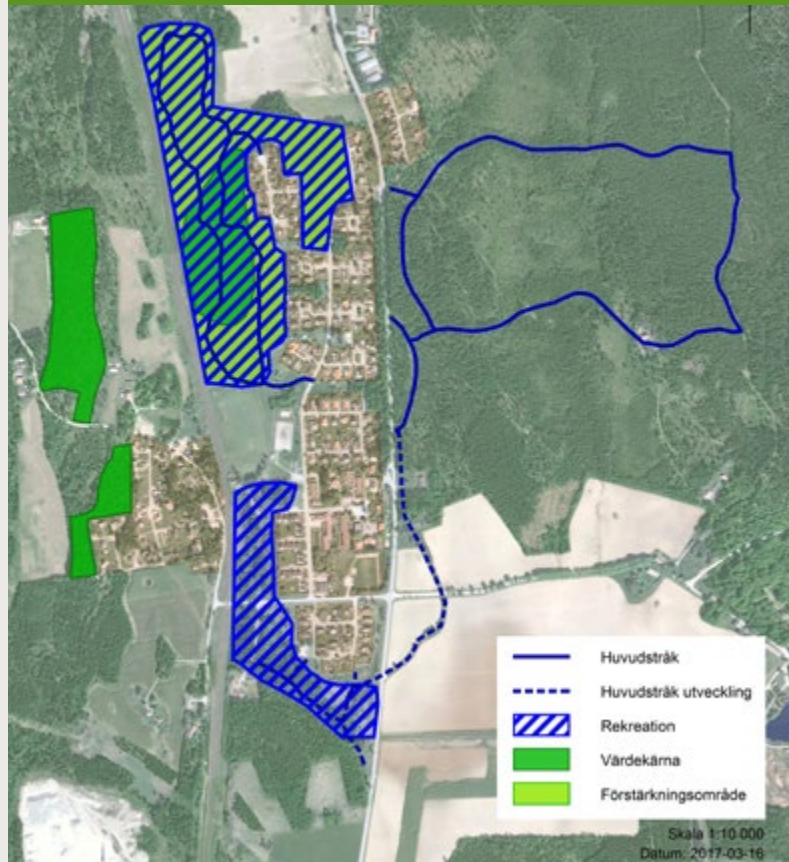 Huvudstråk
Huvudstråk utveckling
Rekreation
Värdekärna
Förstärkningsområde
Skala 1:10 000
Datum: 2017-03-16